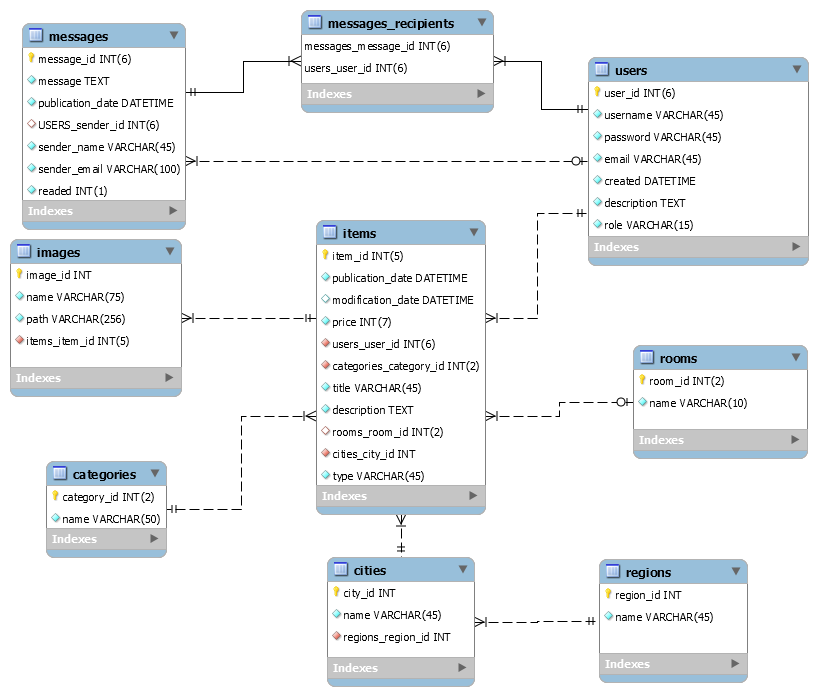 messages
message_id INT(6)
message TEXT
publication_date DATETIME
USERS_sender_id INT(6)
sender_name VARCHAR(45)
sender_email VARCHAR(100)
readed INT(1)
Indexes
messages_recipients
messages_message_id INT(6)
users_user_id INT(6)
Indexes
users
user_id INT(6)
username VARCHAR(45)
password VARCHAR(45)
email VARCHAR(45)
created DATETIME
description TEXT
role VARCHAR(15)
Indexes
images
image_id INT
name VARCHAR(75)
path VARCHAR(256)
items_item_id INT(5)
Indexes
items
item_id INT(5)
publication_date DATETIME
modification_date DATETIME
price INT(7)
users_user_id INT(6)
categories_category_id INT(2)
title VARCHAR(45)
description TEXT
rooms_room_id INT(2)
cities_city_id INT
type VARCHAR(45)
Indexes
rooms
room_id INT(2)
name VARCHAR(10)
Indexes
categories
category_id INT(2)
name VARCHAR(50)
Indexes
cities
city_id INT
name VARCHAR(45)
regions_region_id INT
Indexes
regions
region_id INT
name VARCHAR(45)
Indexes